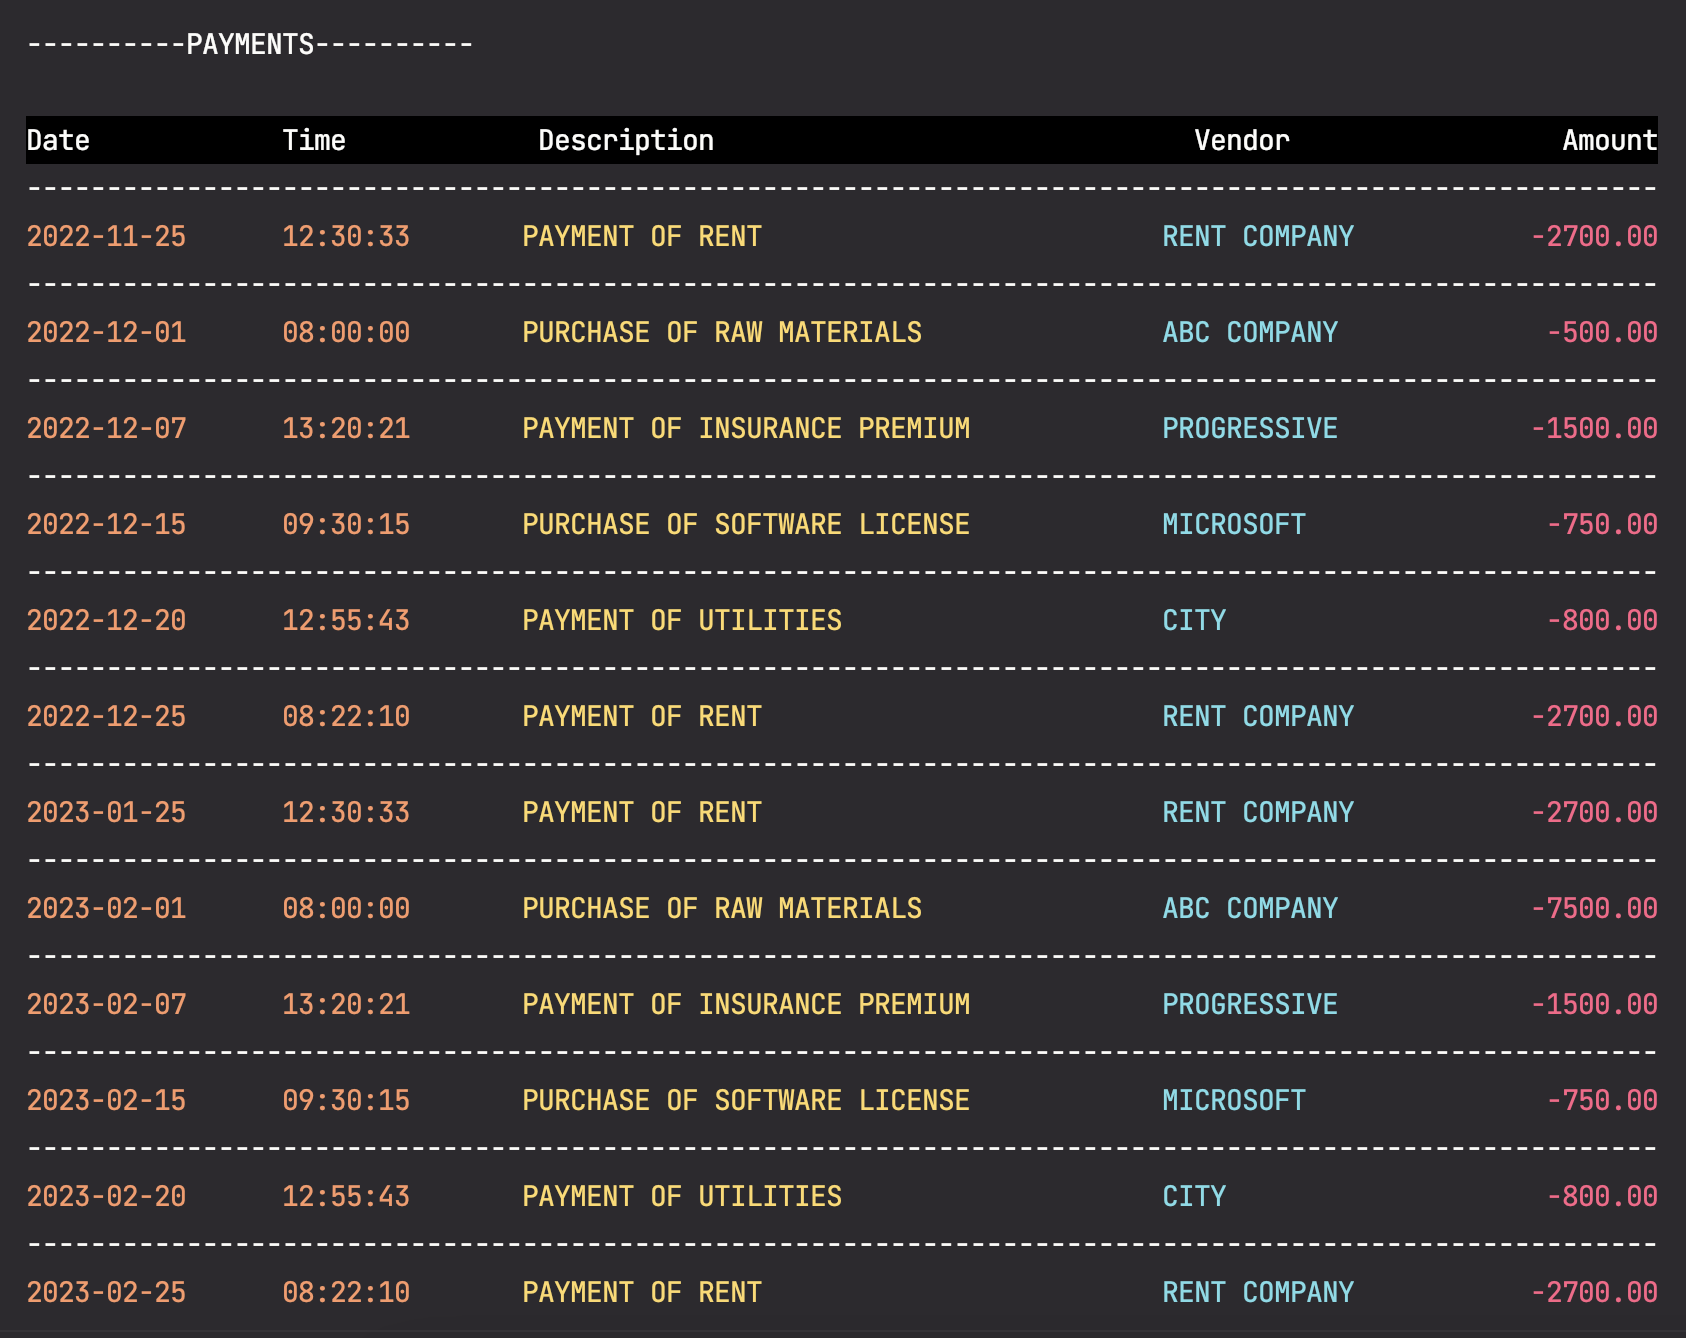 ----------PAYMENTS----------
Date Time Description Vendor Amount
------------------------------------------------------------------------------------------------------
2022-11-25 12:30:33 PAYMENT OF RENT RENT COMPANY -2700.00
------------------------------------------------------------------------------------------------------
2022-12-01 08:00:00 PURCHASE OF RAW MATERIALS ABC COMPANY -500.00
------------------------------------------------------------------------------------------------------
2022-12-07 13:20:21 PAYMENT OF INSURANCE PREMIUM PROGRESSIVE -1500.00
------------------------------------------------------------------------------------------------------
2022-12-15 09:30:15 PURCHASE OF SOFTWARE LICENSE MICROSOFT -750.00
------------------------------------------------------------------------------------------------------
2022-12-20 12:55:43 PAYMENT OF UTILITIES CITY -800.00
------------------------------------------------------------------------------------------------------
2022-12-25 08:22:10 PAYMENT OF RENT RENT COMPANY -2700.00
------------------------------------------------------------------------------------------------------
2023-01-25 12:30:33 PAYMENT OF RENT RENT COMPANY -2700.00
------------------------------------------------------------------------------------------------------
2023-02-01 08:00:00 PURCHASE OF RAW MATERIALS ABC COMPANY -7500.00
------------------------------------------------------------------------------------------------------
2023-02-07 13:20:21 PAYMENT OF INSURANCE PREMIUM PROGRESSIVE -1500.00
------------------------------------------------------------------------------------------------------
2023-02-15 09:30:15 PURCHASE OF SOFTWARE LICENSE MICROSOFT -750.00
------------------------------------------------------------------------------------------------------
2023-02-20 12:55:43 PAYMENT OF UTILITIES CITY -800.00
------------------------------------------------------------------------------------------------------
2023-02-25 08:22:10 PAYMENT OF RENT RENT COMPANY -2700.00